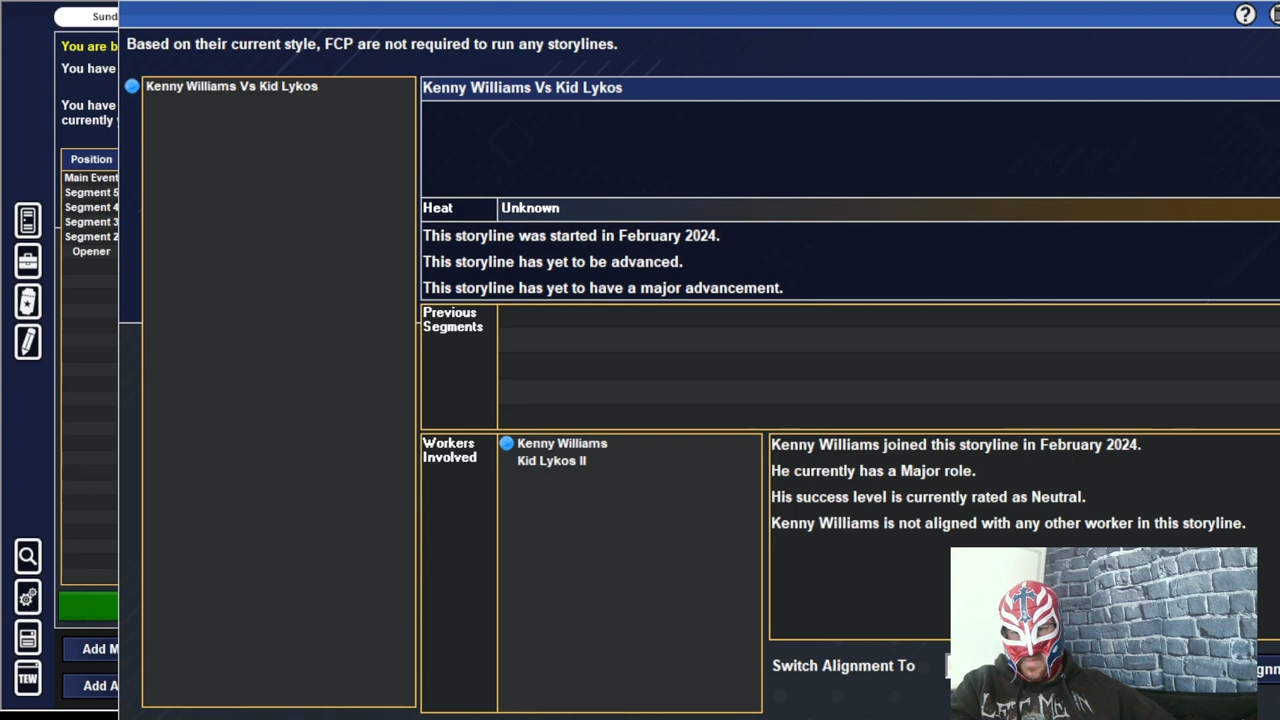 Sund
You are b
You have
You have
currently y
Position
Main Event
Segment 5
Segment 4
Segment 3
Segment 2
Opener
Add M
Add A
TEW
?
Based on their current style, FCP are not required to run any storylines.
Kenny Williams Vs Kid Lykos
Kenny Williams Vs Kid Lykos
Heat Unknown
This storyline was started in February 2024.
This storyline has yet to be advanced.
This storyline has yet to have a major advancement.
Previous
Segments
Workers
Involved
Kenny Williams
Kid Lykos II
Kenny Williams joined this storyline in February 2024.
He currently has a Major role.
His success level is currently rated as Neutral.
Kenny Williams is not aligned with any other worker in this storyline.
Switch Alignment To
LET ME IN